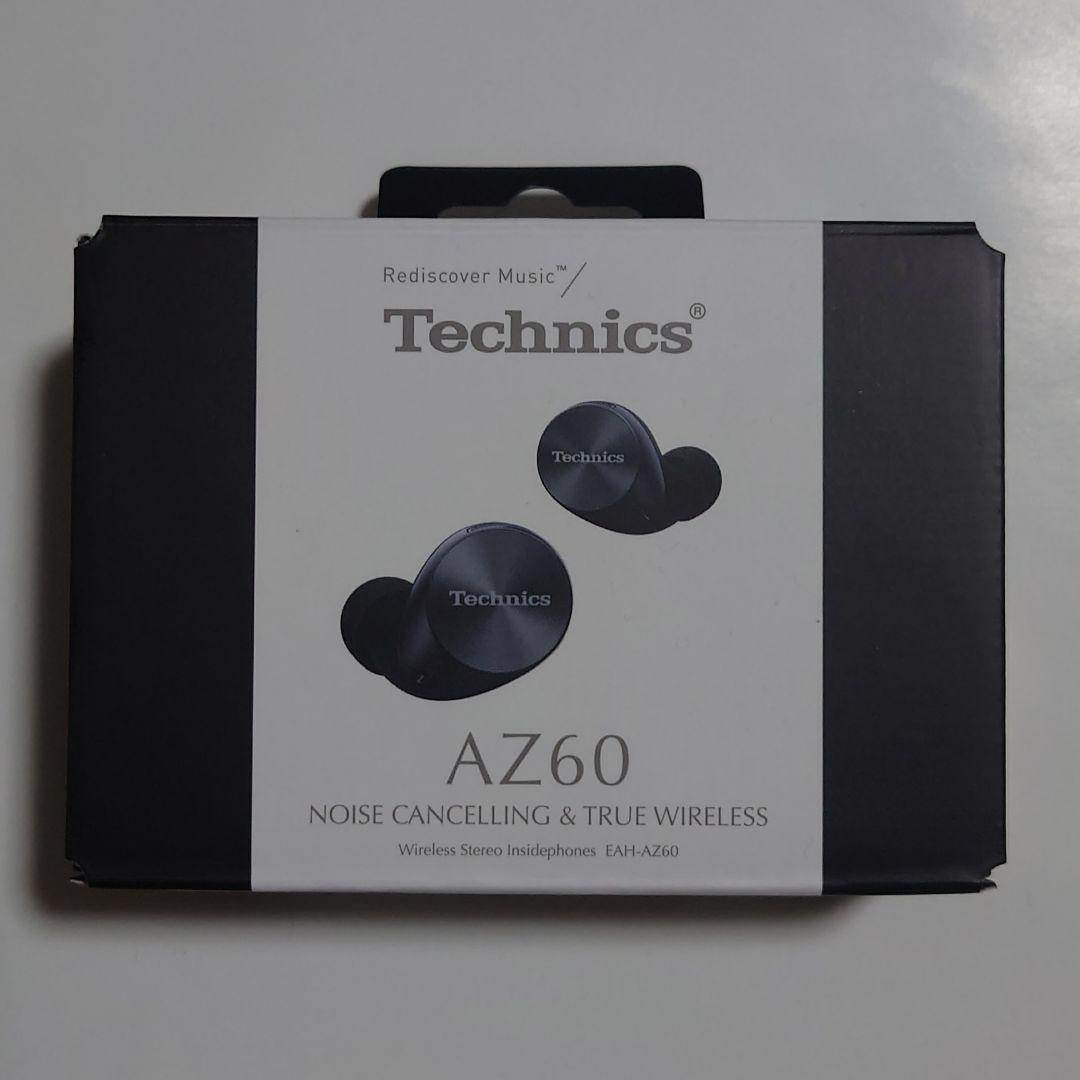 Rediscover Music™/
Technics®
Technics
Technics
AZ60
NOISE CANCELLING & TRUE WIRELESS
Wireless Stereo Insidephones EAH-AZ60